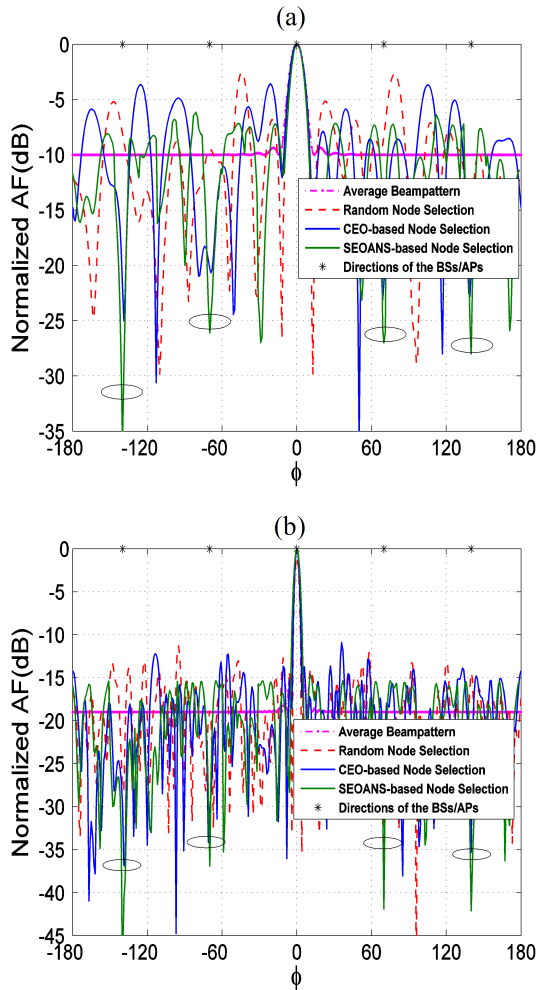 (a)
Normalized AF(dB)
0
-5
-10
-15
-20
-25
-30
-35
Average Beampattern
Random Node Selection
CEO-based Node Selection
SEOANS-based Node Selection
Directions of the BSs/APs
-180 -120 -60 0 60 120 180
ϕ
(b)
Normalized AF(dB)
0
-5
-10
-15
-20
-25
-30
-35
-40
-45
Average Beampattern
Random Node Selection
CEO-based Node Selection
SEOANS-based Node Selection
Directions of the BSs/APs
-180 -120 -60 0 60 120 180
ϕ